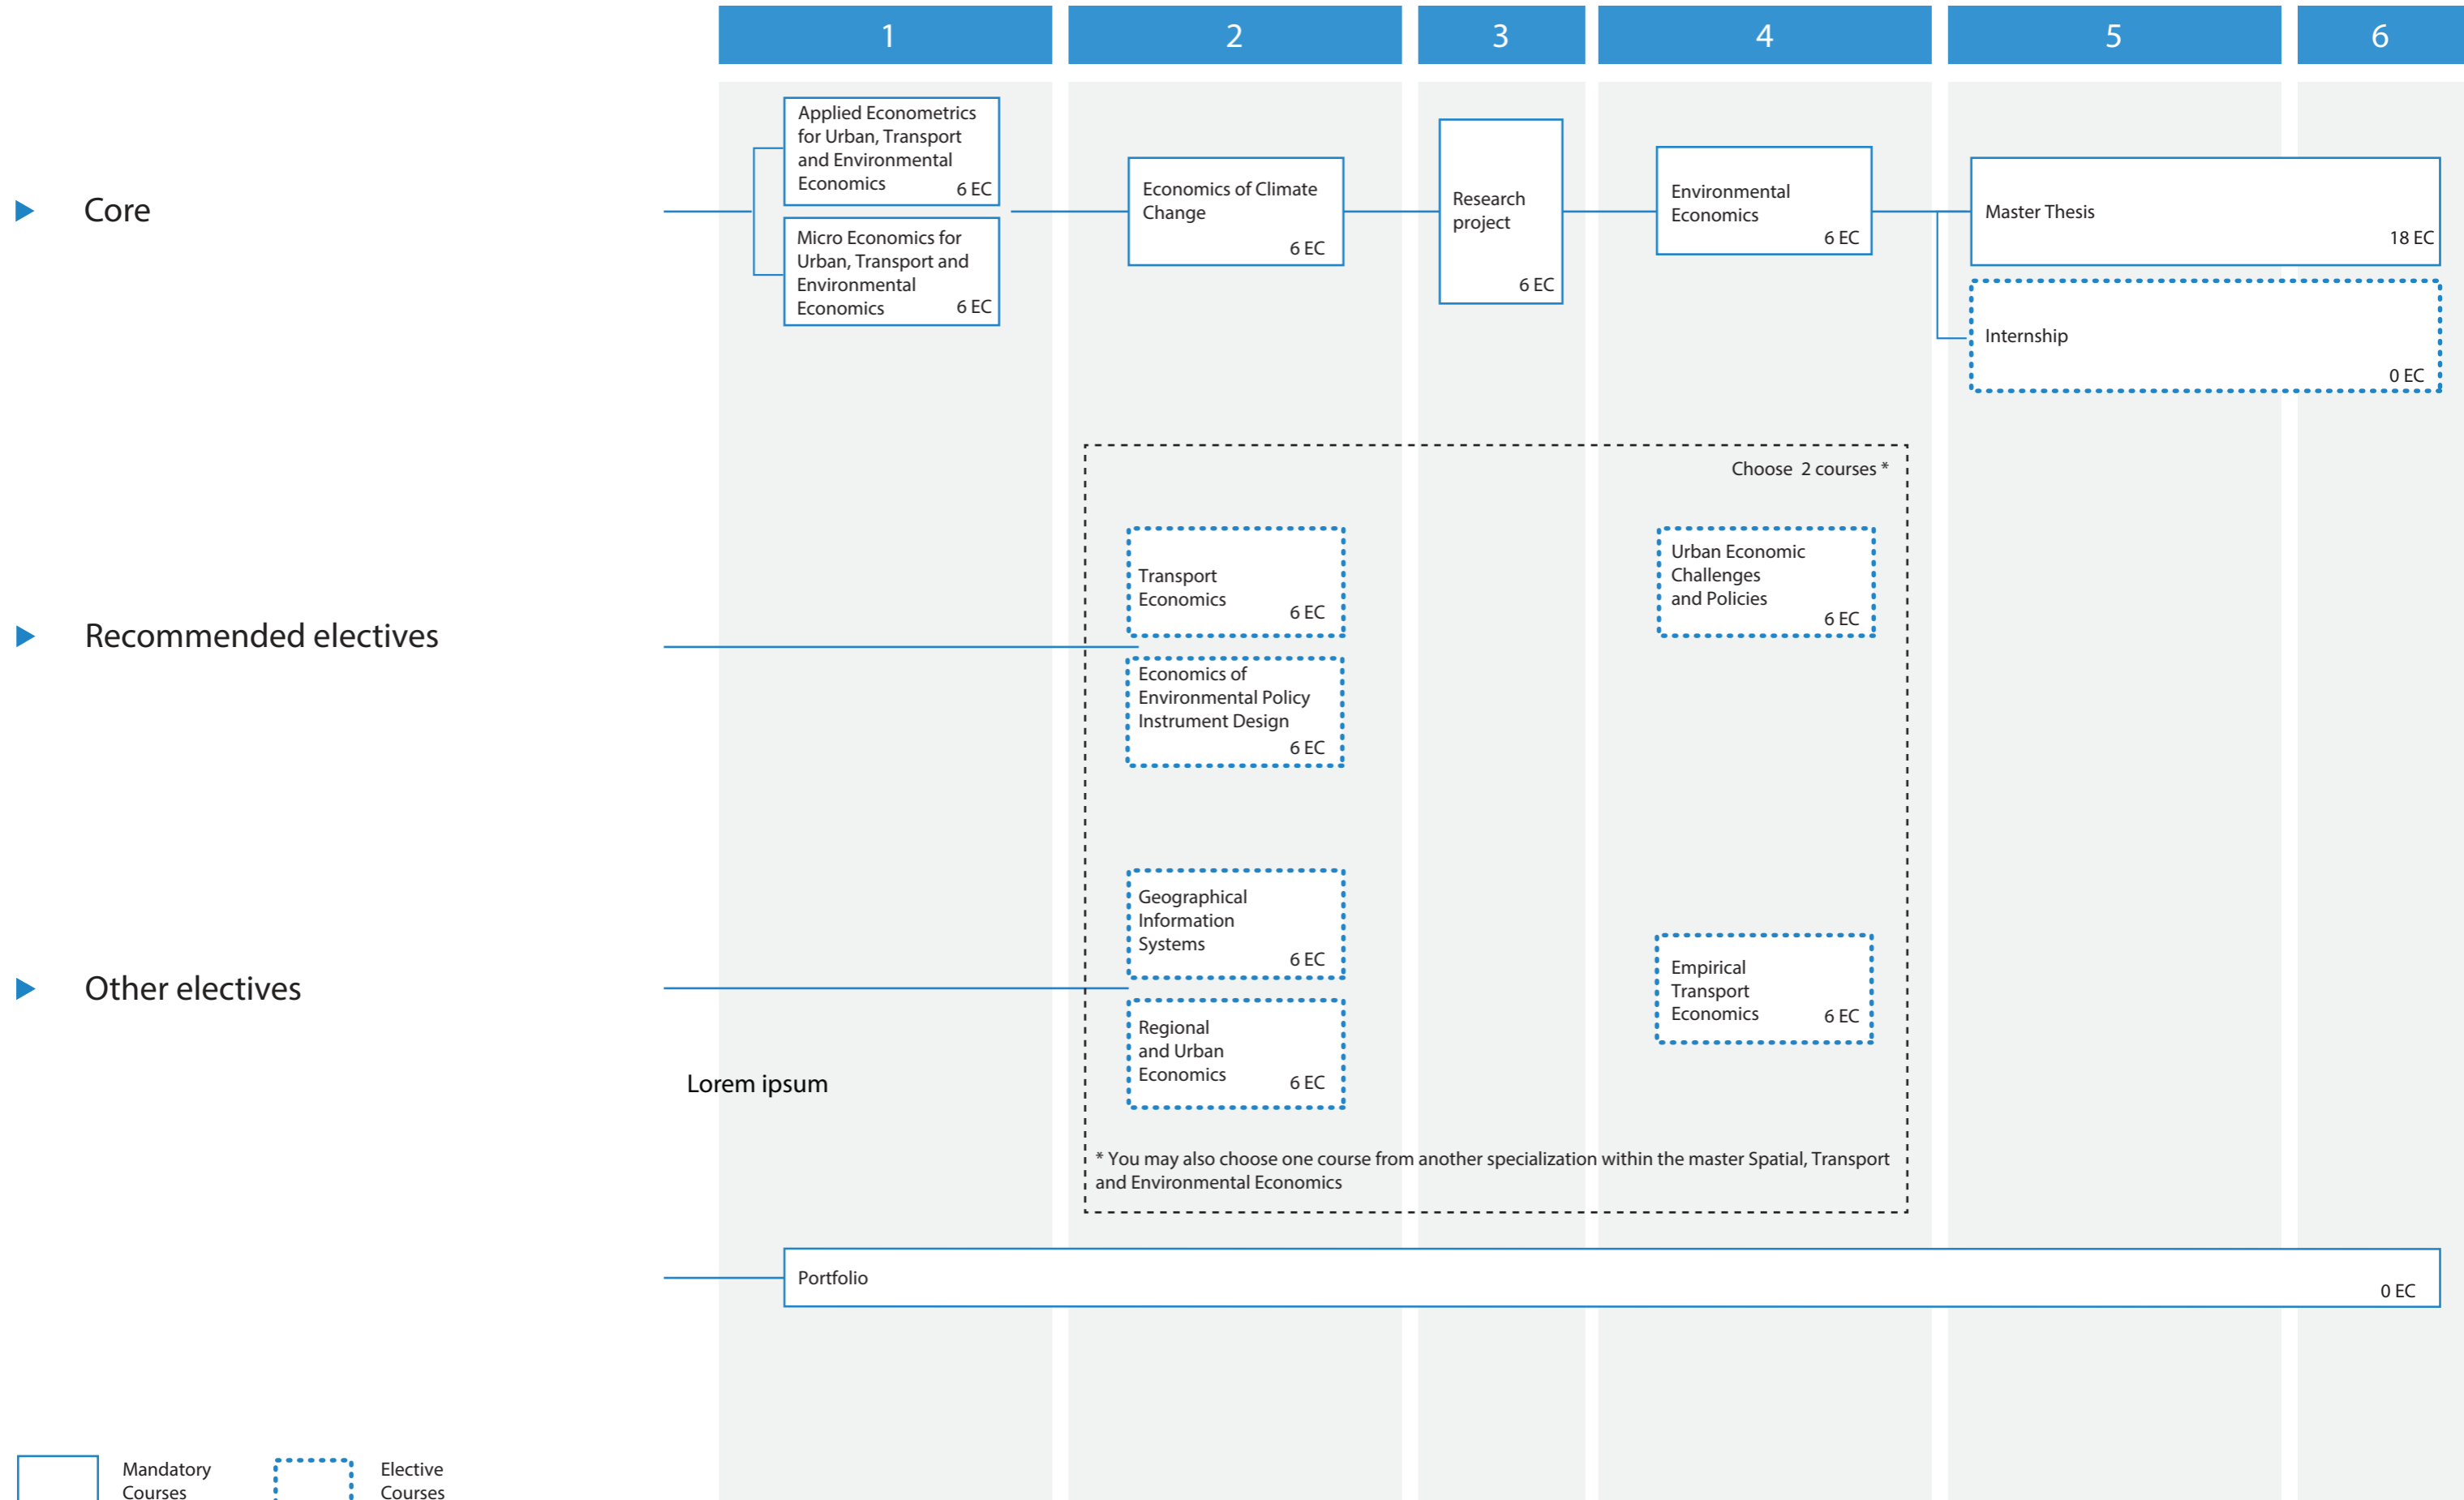 1 2 3 4 5 6
Core
Applied Econometrics
for Urban, Transport
and Environmental
Economics 6 EC
Micro Economics for
Urban, Transport and
Environmental
Economics 6 EC
Economics of Climate
Change
6 EC
Research
project
6 EC
Environmental
Economics
6 EC
Master Thesis
18 EC
Internship
0 EC
Choose 2 courses *
Recommended electives
Transport
Economics
6 EC
Economics of
Environmental Policy
Instrument Design
6 EC
Urban Economic
Challenges
and Policies
6 EC
Other electives
Geographical
Information
Systems
6 EC
Regional
and Urban
Economics
6 EC
Empirical
Transport
Economics 6 EC
Lorem ipsum
* You may also choose one course from another specialization within the master Spatial, Transport
and Environmental Economics
Portfolio
0 EC
Mandatory
Courses
Elective
Courses